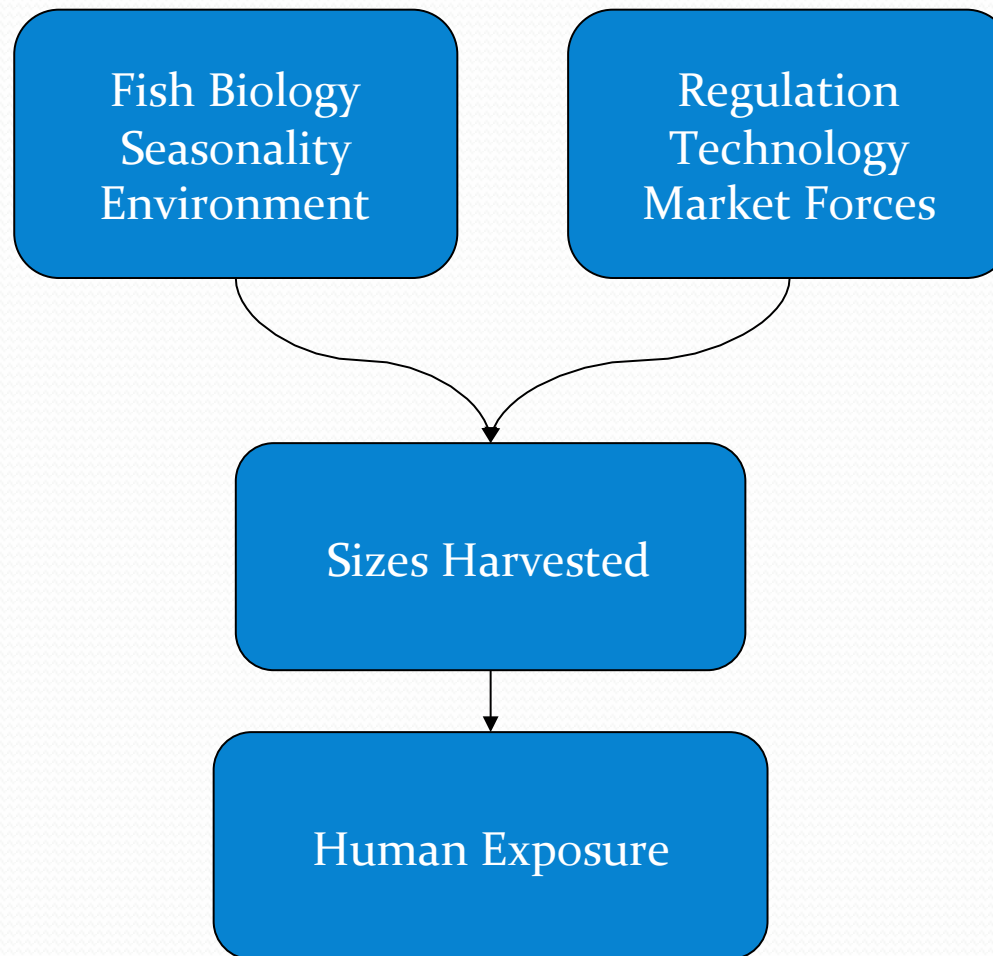 Fish Biology
Seasonality
Environment
Regulation
Technology
Market Forces
Sizes Harvested
Human Exposure